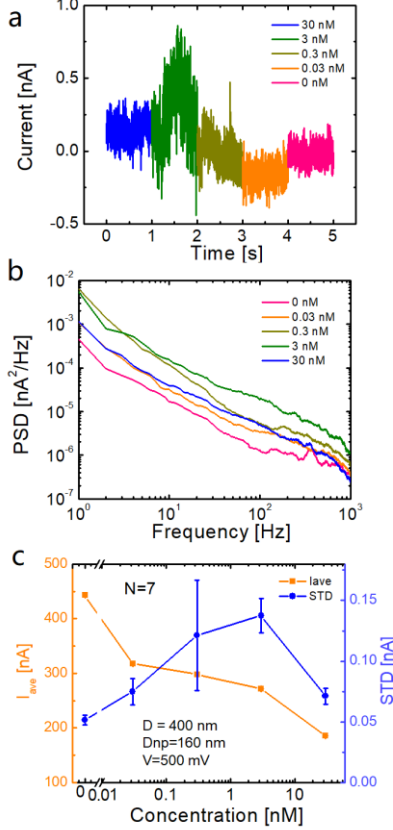 a
1.0
0.5
0.0
-0.5
Current [nA]
30 nM
3 nM
0.3 nM
0.03 nM
0 nM
0 1 2 3 4 5
Time [s]
b
10⁻²
10⁻³
10⁻⁴
10⁻⁵
10⁻⁶
10⁻⁷
PSD [nA²/Hz]
0 nM
0.03 nM
0.3 nM
3 nM
30 nM
10⁰ 10¹ 10² 10³
Frequency [Hz]
c
500
400
300
200
100
I_ave [nA]
N=7
Iave
STD
0.15
0.10
0.05
0.00
STD [nA]
D = 400 nm
Dnp=160 nm
V=500 mV
0 0.01 0.1 1 10
Concentration [nM]